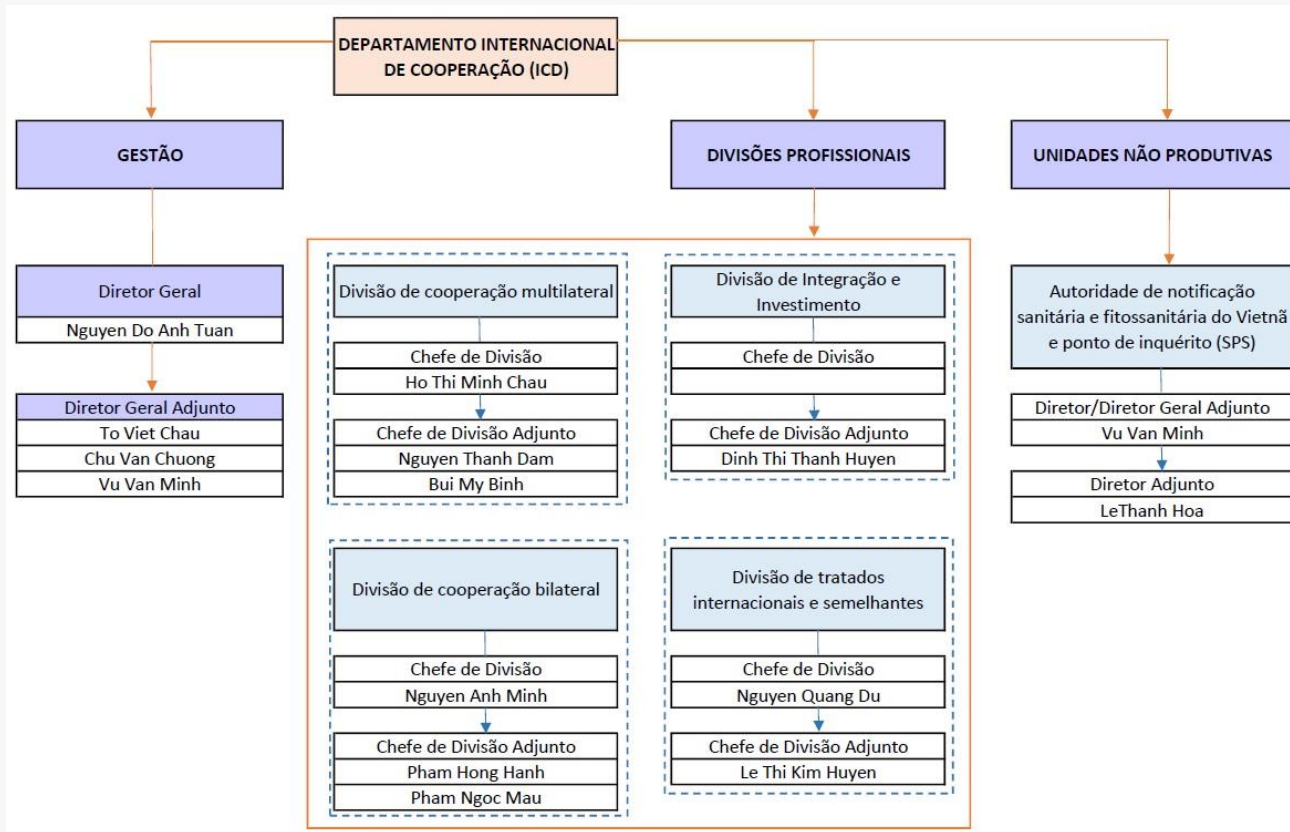 DEPARTAMENTO INTERNACIONAL
DE COOPERAÇÃO (ICD)
GESTÃO
DIVISÕES PROFISSIONAIS
UNIDADES NÃO PRODUTIVAS
Diretor Geral
Nguyen Do Anh Tuan
Diretor Geral Adjunto
To Viet Chau
Chu Van Chuong
Vu Van Minh
Divisão de cooperação multilateral
Chefe de Divisão
Ho Thi Minh Chau
Chefe de Divisão Adjunto
Nguyen Thanh Dam
Bui My Binh
Divisão de Integração e
Investimento
Chefe de Divisão
Chefe de Divisão Adjunto
Dinh Thi Thanh Huyen
Divisão de cooperação bilateral
Chefe de Divisão
Nguyen Anh Minh
Chefe de Divisão Adjunto
Pham Hong Hanh
Pham Ngoc Mau
Divisão de tratados
internacionais e semelhantes
Chefe de Divisão
Nguyen Quang Du
Chefe de Divisão Adjunto
Le Thi Kim Huyen
Autoridade de notificação
sanitária e fitossanitária do Vietnã
e ponto de inquérito (SPS)
Diretor/Diretor Geral Adjunto
Vu Van Minh
Diretor Adjunto
LeThanh Hoa